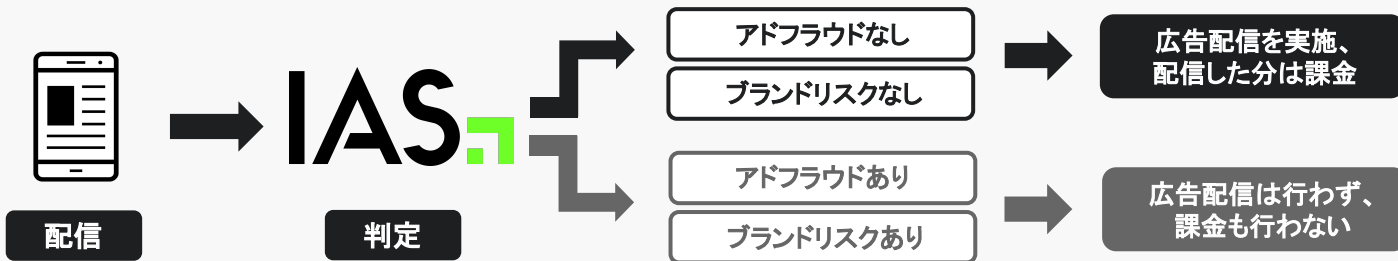 配信
IAS
判定
アドフラウドなし
ブランドリスクなし
広告配信を実施、
配信した分は課金
アドフラウドあり
ブランドリスクあり
広告配信は行わず、
課金も行わない